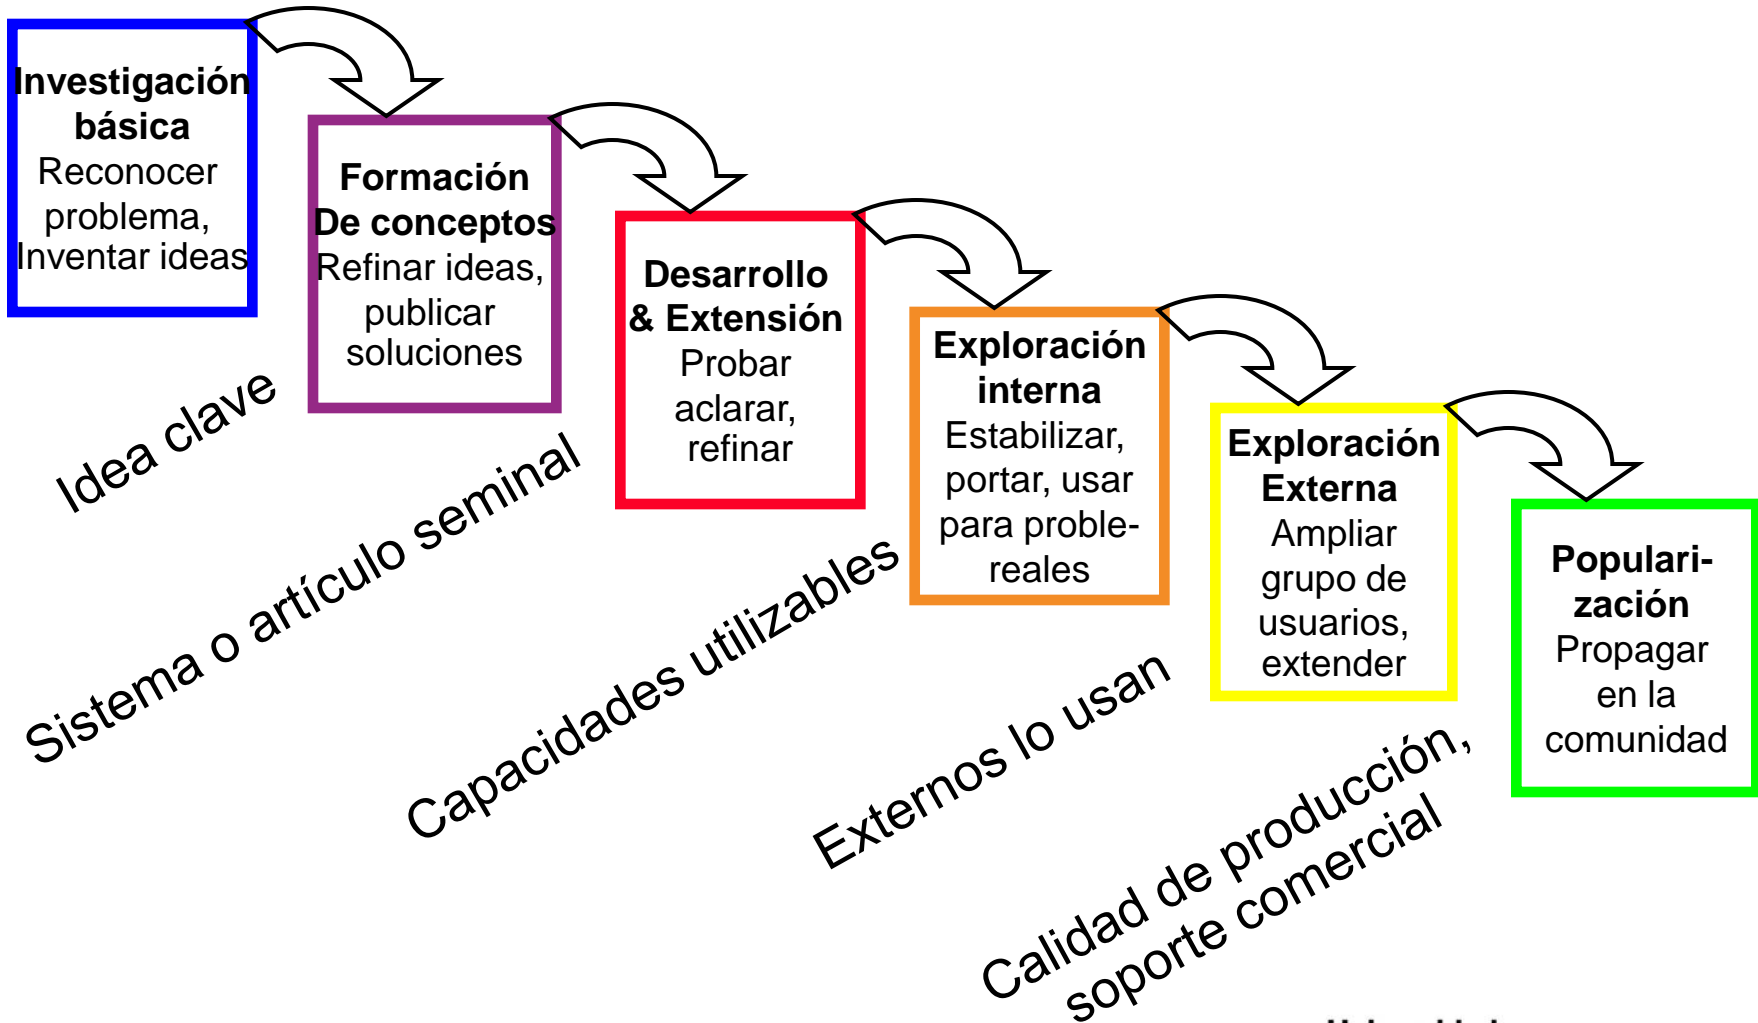 Investigación
básica
Reconocer
problema,
Inventar ideas
Formación
De conceptos
Refinar ideas,
publicar
soluciones
Desarrollo
& Extensión
Probar
aclarar,
refinar
Exploración
interna
Estabilizar,
portar, usar
para proble-
reales
Exploración
Externa
Ampliar
grupo de
usuarios,
extender
Populari-
zación
Propagar
en la
comunidad
Idea clave
Sistema o artículo seminal
Capacidades utilizables
Externos lo usan
Calidad de producción,
soporte comercial